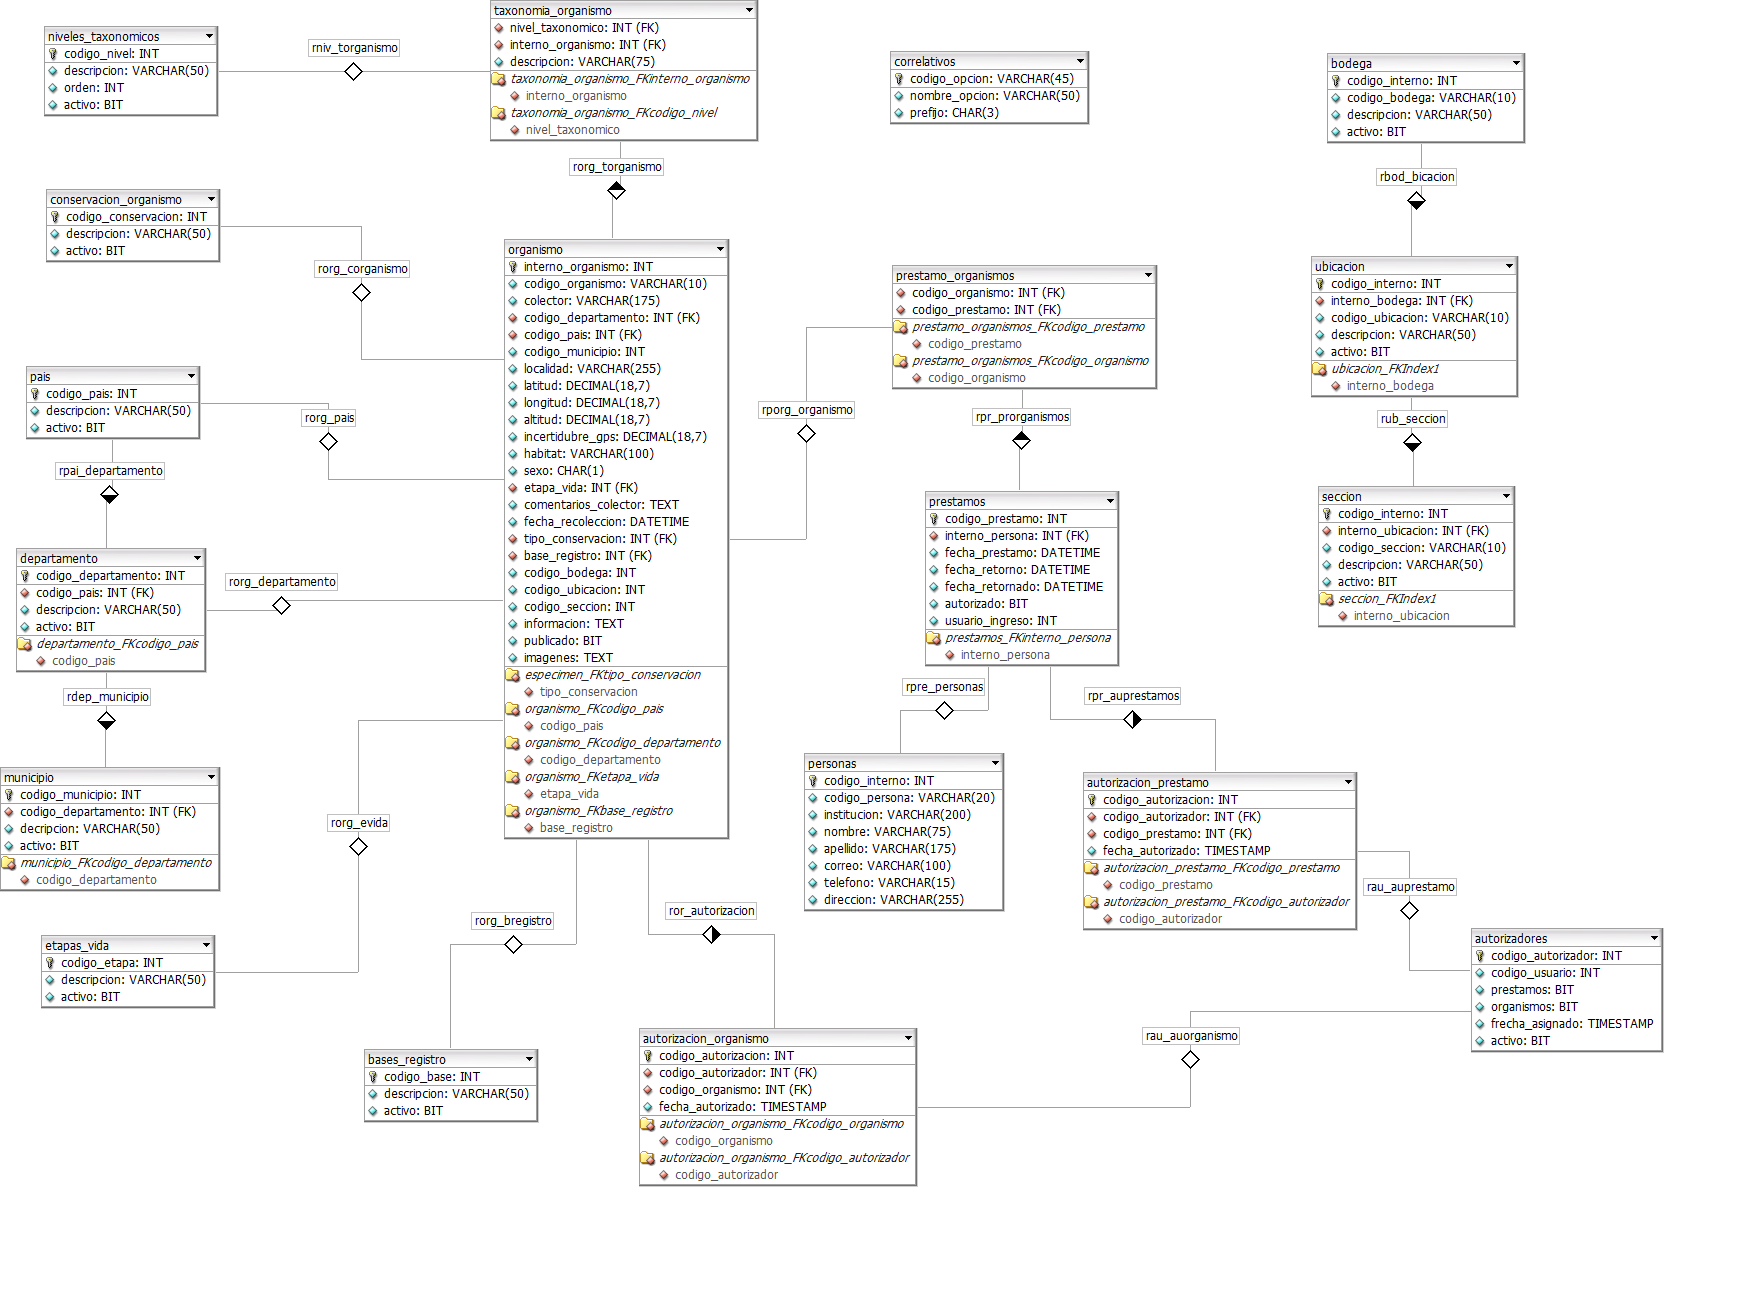 niveles_taxonomicos
codigo_nivel: INT
descripcion: VARCHAR(50)
orden: INT
activo: BIT
rniv_torganismo
taxonomia_organismo
nivel_taxonomico: INT (FK)
interno_organismo: INT (FK)
descripcion: VARCHAR(75)
taxonomia_organismo_FKinterno_organismo
interno_organismo
taxonomia_organismo_FKcodigo_nivel
nivel_taxonomico
rorg_torganismo
correlativos
codigo_opcion: VARCHAR(45)
nombre_opcion: VARCHAR(50)
prefijo: CHAR(3)
bodega
codigo_interno: INT
codigo_bodega: VARCHAR(10)
descripcion: VARCHAR(50)
activo: BIT
rbod_bicacion
conservacion_organismo
codigo_conservacion: INT
descripcion: VARCHAR(50)
activo: BIT
rorg_corganismo
organismo
interno_organismo: INT
codigo_organismo: VARCHAR(10)
colector: VARCHAR(175)
codigo_departamento: INT (FK)
codigo_pais: INT (FK)
codigo_municipio: INT
localidad: VARCHAR(255)
latitud: DECIMAL(18,7)
longitud: DECIMAL(18,7)
altitud: DECIMAL(18,7)
incertidubre_gps: DECIMAL(18,7)
habitat: VARCHAR(100)
sexo: CHAR(1)
etapa_vida: INT (FK)
comentarios_colector: TEXT
fecha_recoleccion: DATETIME
tipo_conservacion: INT (FK)
base_registro: INT (FK)
codigo_bodega: INT
codigo_ubicacion: INT
codigo_seccion: INT
informacion: TEXT
publicado: BIT
imagenes: TEXT
especimen_FKtipo_conservacion
tipo_conservacion
organismo_FKcodigo_pais
codigo_pais
organismo_FKcodigo_departamento
codigo_departamento
organismo_FKetapa_vida
etapa_vida
organismo_FKbase_registro
base_registro
prestamo_organismos
codigo_organismo: INT (FK)
codigo_prestamo: INT (FK)
prestamo_organismos_FKcodigo_prestamo
codigo_prestamo
prestamo_organismos_FKcodigo_organismo
codigo_organismo
rporg_organismo
rpr_prorganismos
ubicacion
codigo_interno: INT
interno_bodega: INT (FK)
codigo_ubicacion: VARCHAR(10)
descripcion: VARCHAR(50)
activo: BIT
ubicacion_FKIndex1
interno_bodega
rub_seccion
pais
codigo_pais: INT
descripcion: VARCHAR(50)
activo: BIT
rorg_pais
rpai_departamento
prestamos
codigo_prestamo: INT
interno_persona: INT (FK)
fecha_prestamo: DATETIME
fecha_retorno: DATETIME
fecha_retornado: DATETIME
autorizado: BIT
usuario_ingreso: INT
prestamos_FKinterno_persona
interno_persona
seccion
codigo_interno: INT
interno_ubicacion: INT (FK)
codigo_seccion: VARCHAR(10)
descripcion: VARCHAR(50)
activo: BIT
seccion_FKIndex1
interno_ubicacion
departamento
codigo_departamento: INT
codigo_pais: INT (FK)
descripcion: VARCHAR(50)
activo: BIT
departamento_FKcodigo_pais
codigo_pais
rorg_departamento
rdep_municipio
rpre_personas
rpr_auprestamos
municipio
codigo_municipio: INT
codigo_departamento: INT (FK)
decripcion: VARCHAR(50)
activo: BIT
municipio_FKcodigo_departamento
codigo_departamento
rorg_evida
personas
codigo_interno: INT
codigo_persona: VARCHAR(20)
institucion: VARCHAR(200)
nombre: VARCHAR(75)
apellido: VARCHAR(175)
correo: VARCHAR(100)
telefono: VARCHAR(15)
direccion: VARCHAR(255)
autorizacion_prestamo
codigo_autorizacion: INT
codigo_autorizador: INT (FK)
codigo_prestamo: INT (FK)
fecha_autorizado: TIMESTAMP
autorizacion_prestamo_FKcodigo_prestamo
codigo_prestamo
autorizacion_prestamo_FKcodigo_autorizador
codigo_autorizador
rau_auprestamo
etapas_vida
codigo_etapa: INT
descripcion: VARCHAR(50)
activo: BIT
rorg_bregistro
ror_autorizacion
autorizadores
codigo_autorizador: INT
codigo_usuario: INT
prestamos: BIT
organismos: BIT
frecha_asignado: TIMESTAMP
activo: BIT
rau_auorganismo
bases_registro
codigo_base: INT
descripcion: VARCHAR(50)
activo: BIT
autorizacion_organismo
codigo_autorizacion: INT
codigo_autorizador: INT (FK)
codigo_organismo: INT (FK)
fecha_autorizado: TIMESTAMP
autorizacion_organismo_FKcodigo_organismo
codigo_organismo
autorizacion_organismo_FKcodigo_autorizador
codigo_autorizador